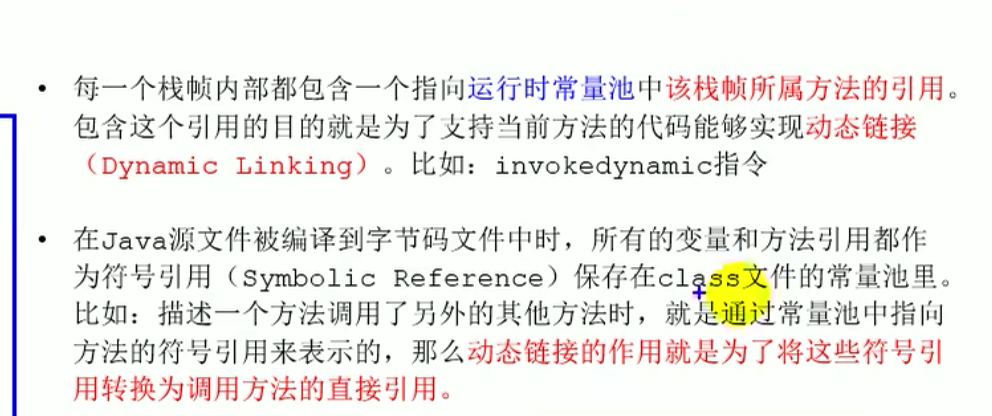 • 每一个栈帧内部都包含一个指向运行时常量池中该栈帧所属方法的引用。
包含这个引用的目的就是为了支持当前方法的代码能够实现动态链接
（Dynamic Linking）。比如：invokedynamic指令
• 在Java源文件被编译到字节码文件中时，所有的变量和方法引用都作
为符号引用（Symbolic Reference）保存在class文件的常量池里。
比如：描述一个方法调用了另外的其他方法时，就是通过常量池中指向
方法的符号引用来表示的，那么动态链接的作用就是为了将这些符号引
用转换为调用方法的直接引用。